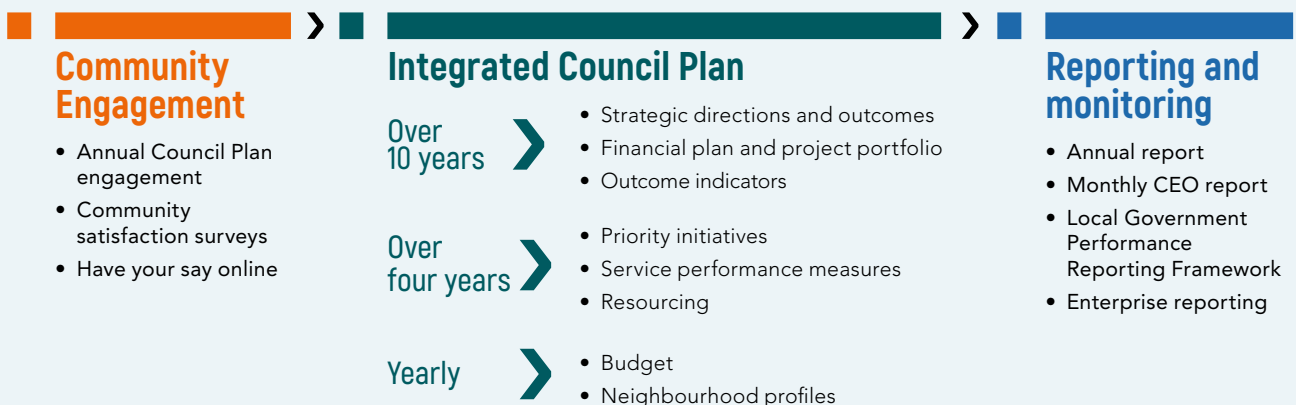 Community
Engagement
• Annual Council Plan
engagement
• Community
satisfaction surveys
• Have your say online
Integrated Council Plan
Over
10 years
• Strategic directions and outcomes
• Financial plan and project portfolio
• Outcome indicators
Over
four years
• Priority initiatives
• Service performance measures
• Resourcing
Yearly
• Budget
• Neighbourhood profiles
Reporting and
monitoring
• Annual report
• Monthly CEO report
• Local Government
Performance
Reporting Framework
• Enterprise reporting